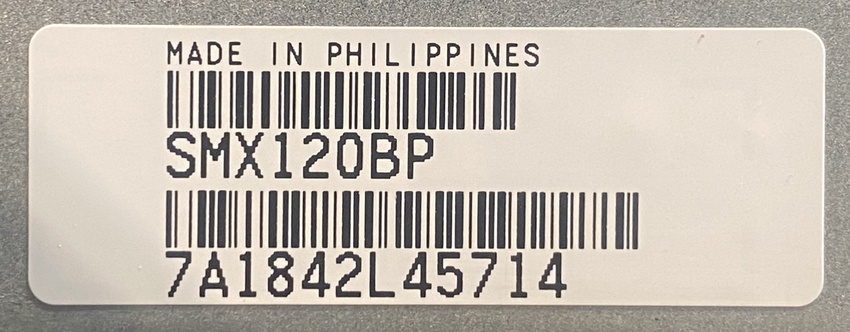 MADE IN PHILIPPINES
SMX120BP
7A1842L45714